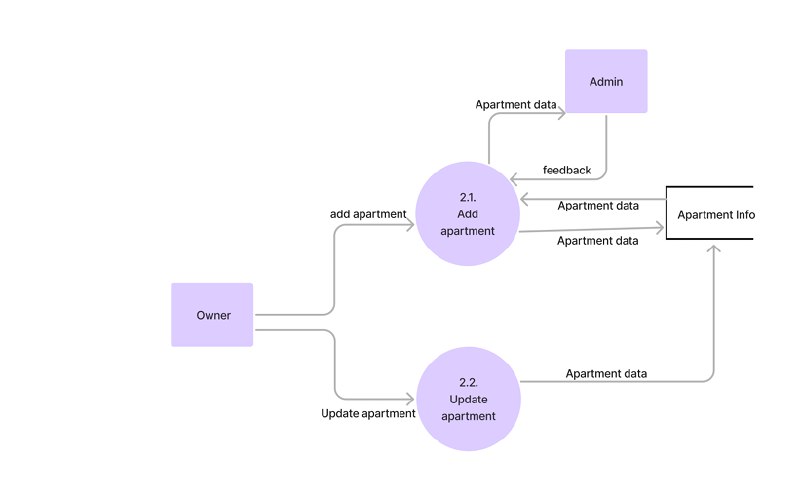 Admin
Apartment data
feedback
2.1.
Add
apartment
Apartment data
Apartment Info
add apartment
Apartment data
Owner
2.2.
Update
apartment
Apartment data
Update apartment